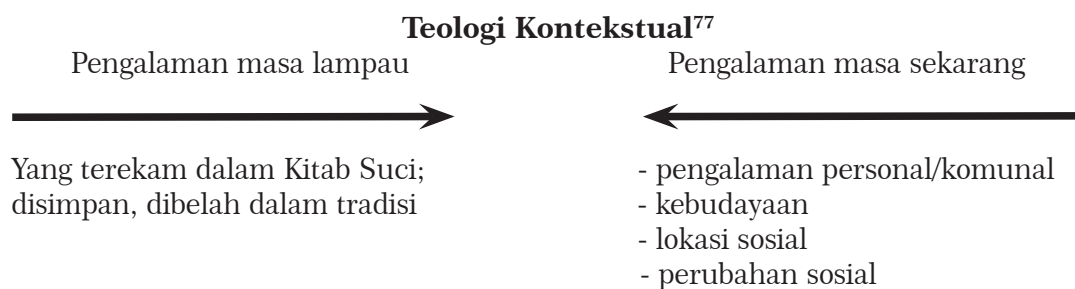 Teologi Kontekstual⁷⁷
Pengalaman masa lampau
Pengalaman masa sekarang
Yang terekam dalam Kitab Suci;
disimpan, dibelah dalam tradisi
- pengalaman personal/komunal
- kebudayaan
- lokasi sosial
- perubahan sosial